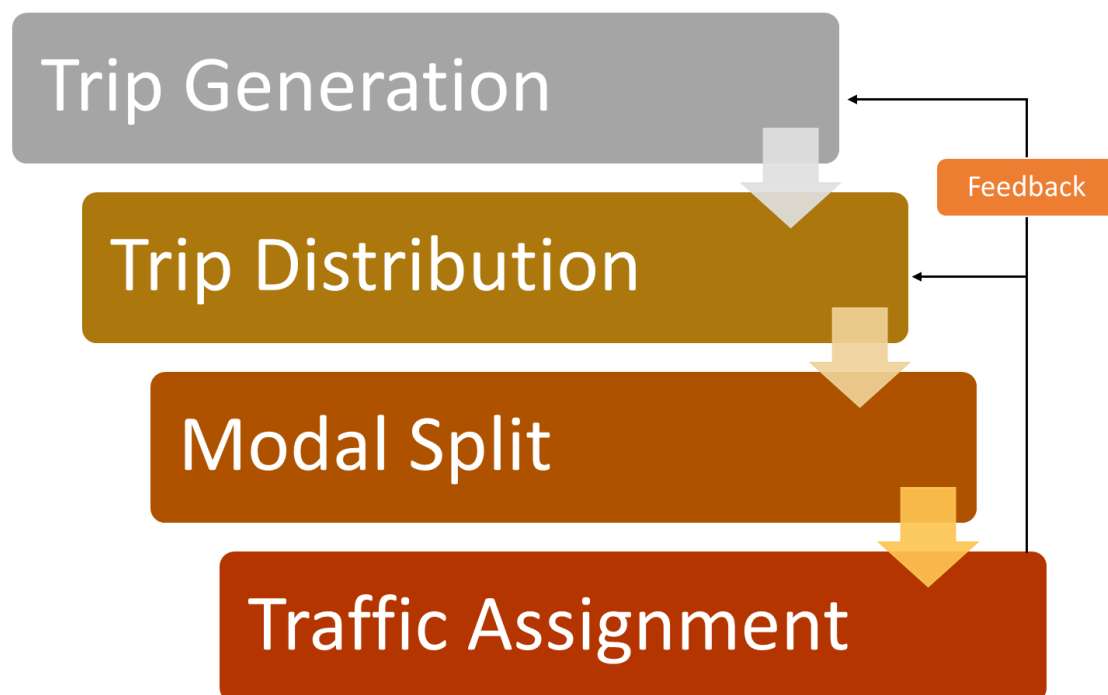 Trip Generation
Feedback
Trip Distribution
Modal Split
Traffic Assignment